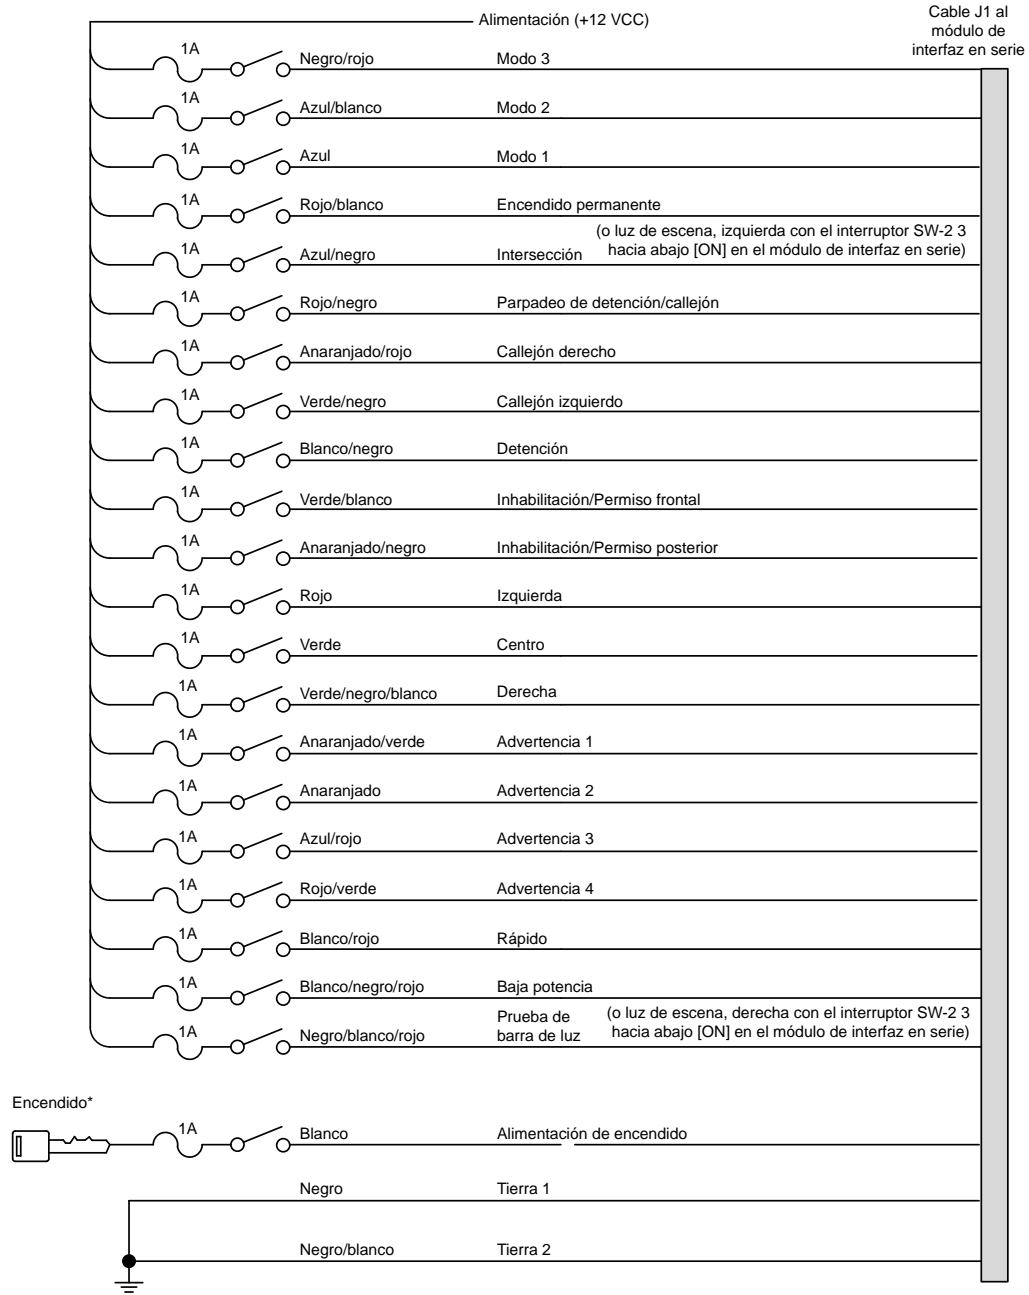 Alimentación (+12 VCC)
Cable J1 al
módulo de
interfaz en serie
1A Negro/rojo Modo 3
1A Azul/blanco Modo 2
1A Azul Modo 1
1A Rojo/blanco Encendido permanente
(o luz de escena, izquierda con el interruptor SW-2 3
hacia abajo [ON] en el módulo de interfaz en serie)
1A Azul/negro Intersección
1A Rojo/negro Parpadeo de detención/callejón
1A Anaranjado/rojo Callejón derecho
1A Verde/negro Callejón izquierdo
1A Blanco/negro Detención
1A Verde/blanco Inhabilitación/Permiso frontal
1A Anaranjado/negro Inhabilitación/Permiso posterior
1A Rojo Izquierda
1A Verde Centro
1A Verde/negro/blanco Derecha
1A Anaranjado/verde Advertencia 1
1A Anaranjado Advertencia 2
1A Azul/rojo Advertencia 3
1A Rojo/verde Advertencia 4
1A Blanco/rojo Rápido
1A Blanco/negro/rojo Baja potencia
1A Negro/blanco/rojo Prueba de
barra de luz
(o luz de escena, derecha con el interruptor SW-2 3
hacia abajo [ON] en el módulo de interfaz en serie)
Encendido*
1A Blanco Alimentación de encendido
Negro Tierra 1
Negro/blanco Tierra 2